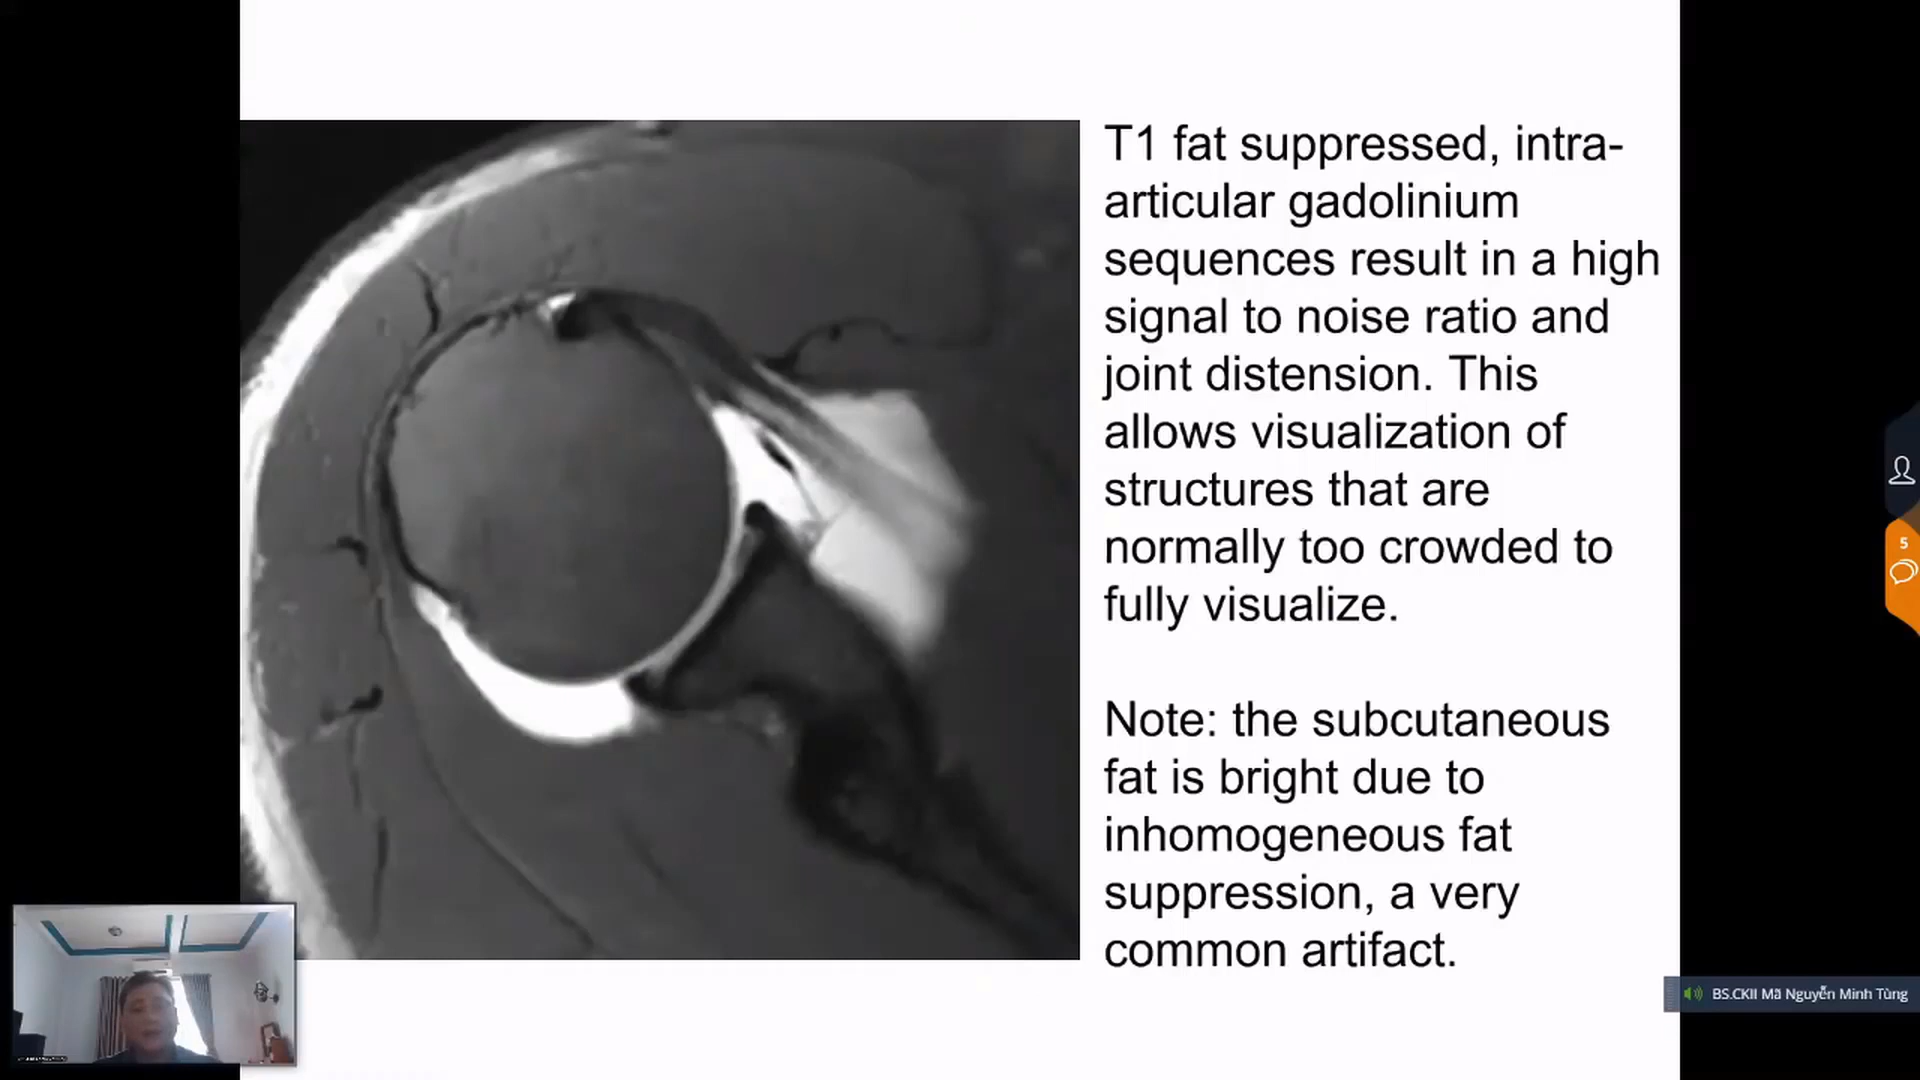 T1 fat suppressed, intra-
articular gadolinium
sequences result in a high
signal to noise ratio and
joint distension. This
allows visualization of
structures that are
normally too crowded to
fully visualize.
Note: the subcutaneous
fat is bright due to
inhomogeneous fat
suppression, a very
common artifact.
5
BS.CKII Mã Nguyễn Minh Tùng